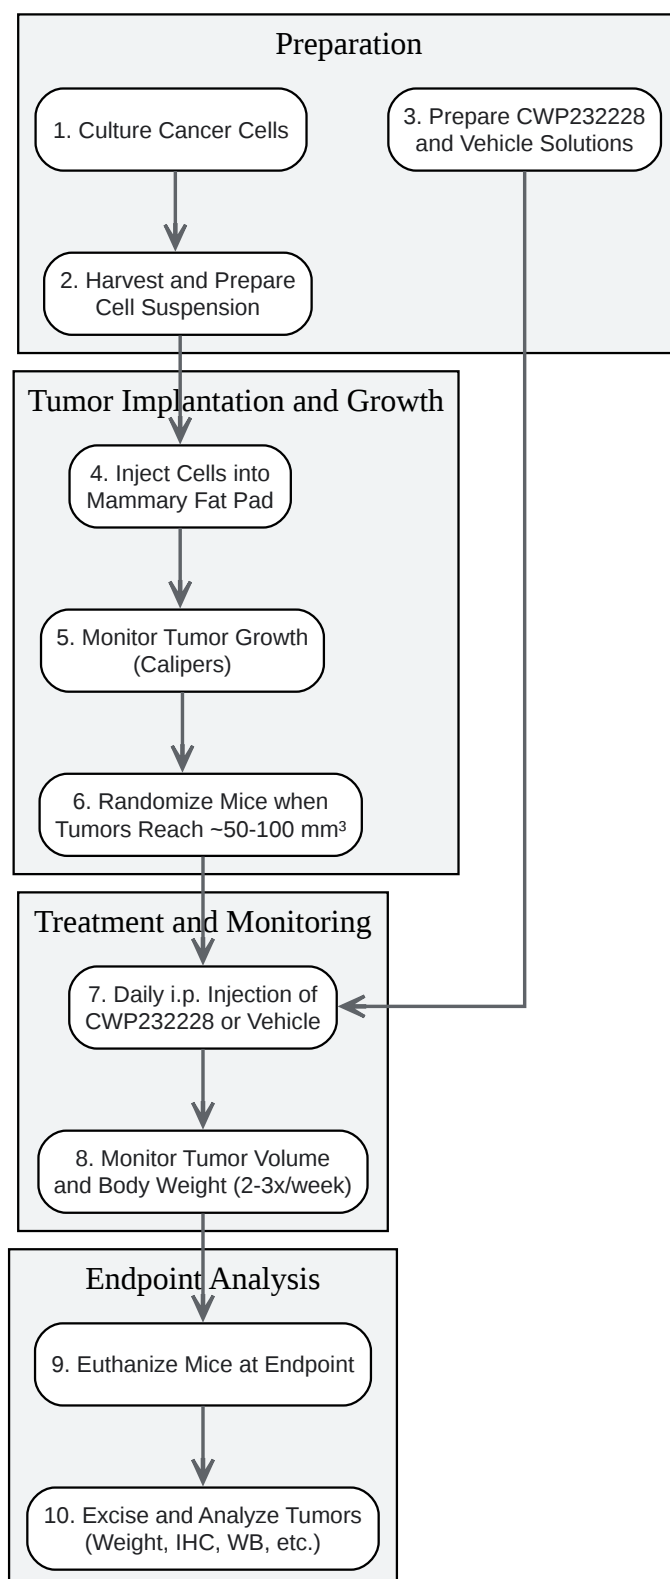 Preparation
1. Culture Cancer Cells
3. Prepare CWP232228
and Vehicle Solutions
2. Harvest and Prepare
Cell Suspension
Tumor Implantation and Growth
4. Inject Cells into
Mammary Fat Pad
5. Monitor Tumor Growth
(Calipers)
6. Randomize Mice when
Tumors Reach ~50-100 mm³
Treatment and Monitoring
7. Daily i.p. Injection of
CWP232228 or Vehicle
8. Monitor Tumor Volume
and Body Weight (2-3x/week)
Endpoint Analysis
9. Euthanize Mice at Endpoint
10. Excise and Analyze Tumors
(Weight, IHC, WB, etc.)